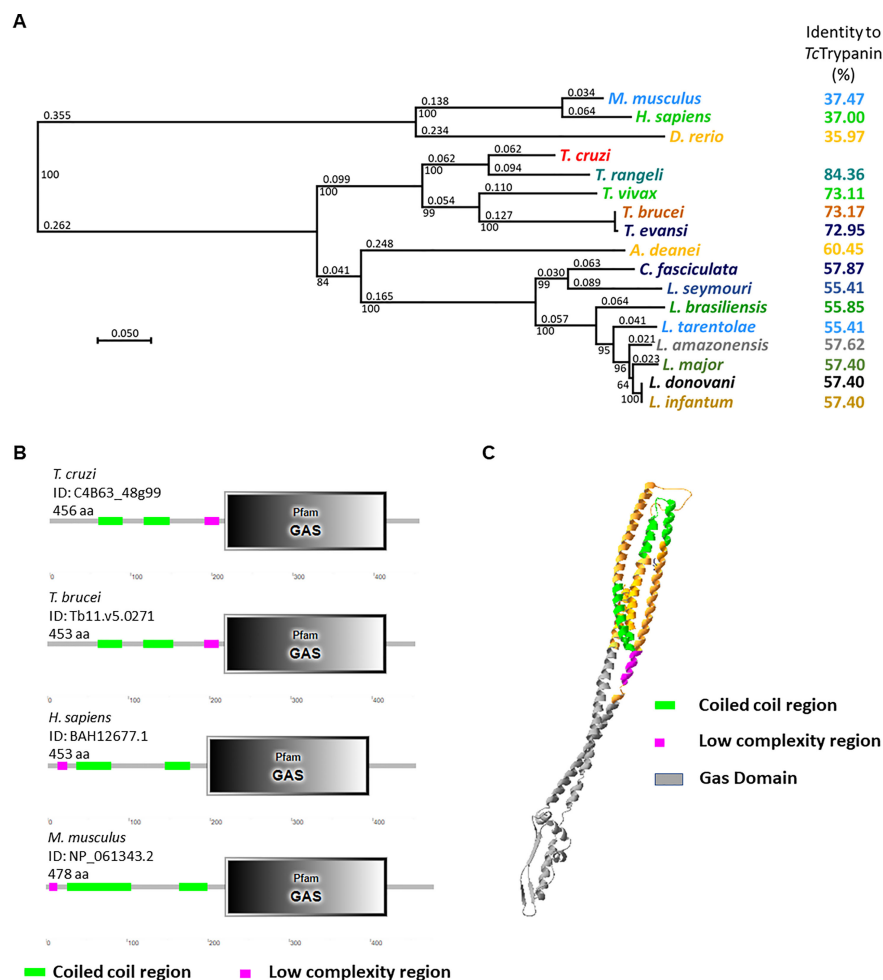 A
Identity to
TcTrypanin
(%)
0.034
0.138
M. musculus 37.47
0.355
100
0.064
H. sapiens 37.00
0.234
D. rerio 35.97
0.062
0.062
T. cruzi
100
0.099
100
0.094
T. rangeli 84.36
100
0.110
0.054
T. vivax 73.11
99
0.127
T. brucei 73.17
0.262
100
T. evansi 72.95
0.248
A. deanei 60.45
0.063
0.041
0.030
C. fasciculata 57.87
84
99
0.089
L. seymouri 55.41
0.165
0.064
100
L. brasiliensis 55.85
0.057
0.041
L. tarentolae 55.41
0.050
100
0.021
95
L. amazonensis 57.62
0.023
96
L. major 57.40
64
L. donovani 57.40
100
L. infantum 57.40
B
C
T. cruzi
ID: C4B63_48g99
456 aa
Pfam
GAS
0 100 200 300 400
T. brucei
ID: Tb11.v5.0271
453 aa
Pfam
GAS
0 100 200 300 400
H. sapiens
ID: BAH12677.1
453 aa
Pfam
GAS
0 100 200 300 400
M. musculus
ID: NP_061343.2
478 aa
Pfam
GAS
0 100 200 300 400
Coiled coil region
Low complexity region
Gas Domain
Coiled coil region Low complexity region